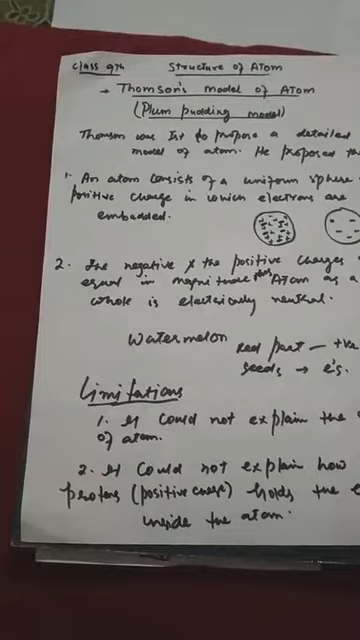 Class 9th Structure of Atom
→ Thomson's model of Atom
(Plum pudding model)
Thomson was Ist to propose a detailed
model of atom. He proposed
1. An atom consists of a uniform sphere
positive charge in which electrons are
embedded.
2. The negative & the positive charges
equal in magnitude Atom as a
whole is electrically neutral.
Watermelon Red part — +ve
seeds → e's.
Limitations
1. It could not explain the
of atom.
2. It could not explain how
protons (positive charge) holds the
inside the atom.